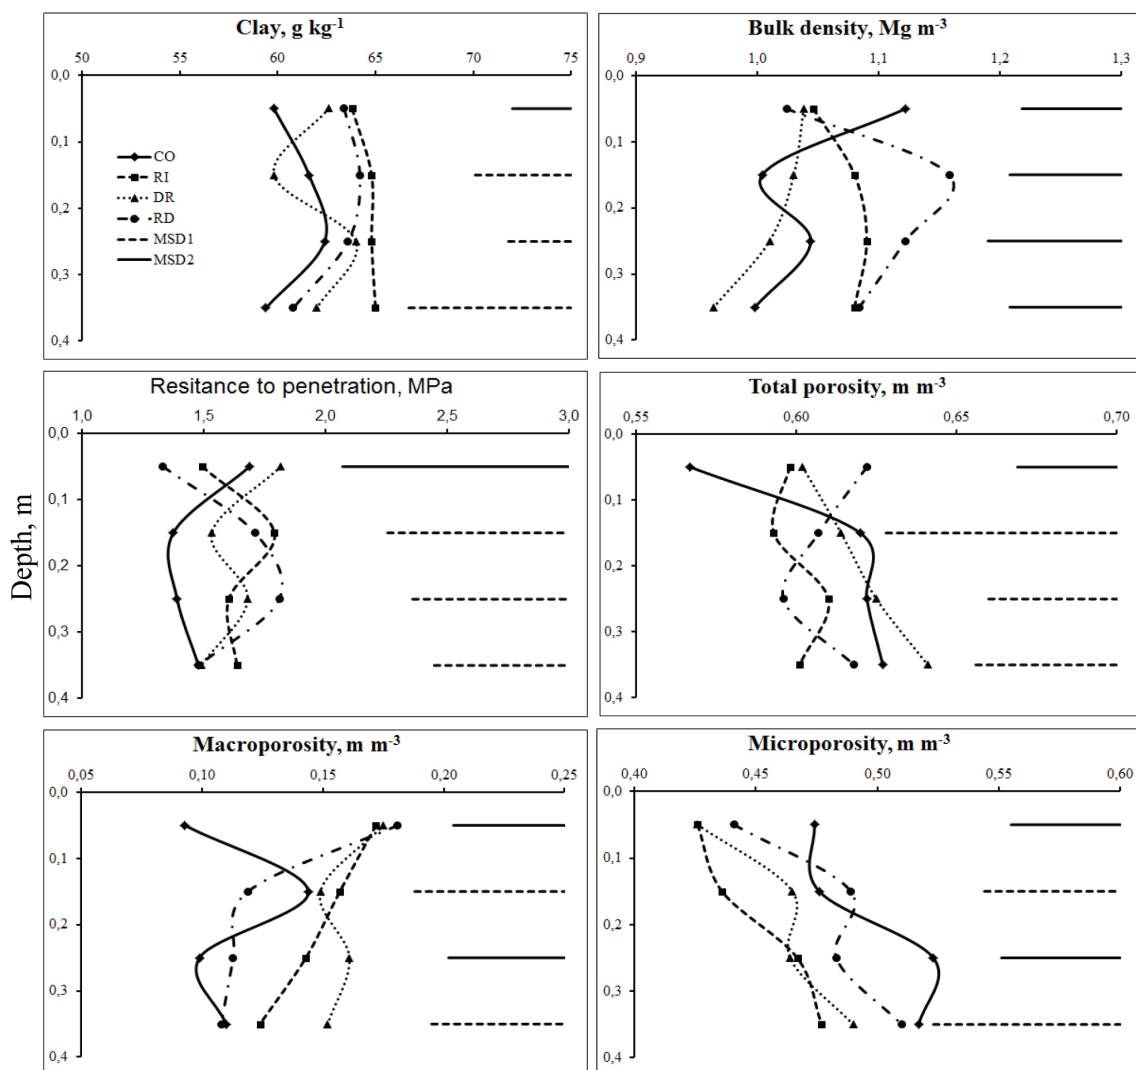 Clay, g kg-1
50 55 60 65 70 75
0,0
0,1
0,2
0,3
0,4
CO
RI
DR
RD
MSD1
MSD2
Bulk density, Mg m-3
0,9 1,0 1,1 1,2 1,3
0,0
0,1
0,2
0,3
0,4
Resitance to penetration, MPa
1,0 1,5 2,0 2,5 3,0
0,0
0,1
0,2
0,3
0,4
Total porosity, m m-3
0,55 0,60 0,65 0,70
0,0
0,1
0,2
0,3
0,4
Depth, m
Macroporosity, m m-3
0,05 0,10 0,15 0,20 0,25
0,0
0,1
0,2
0,3
0,4
Microporosity, m m-3
0,40 0,45 0,50 0,55 0,60
0,0
0,1
0,2
0,3
0,4